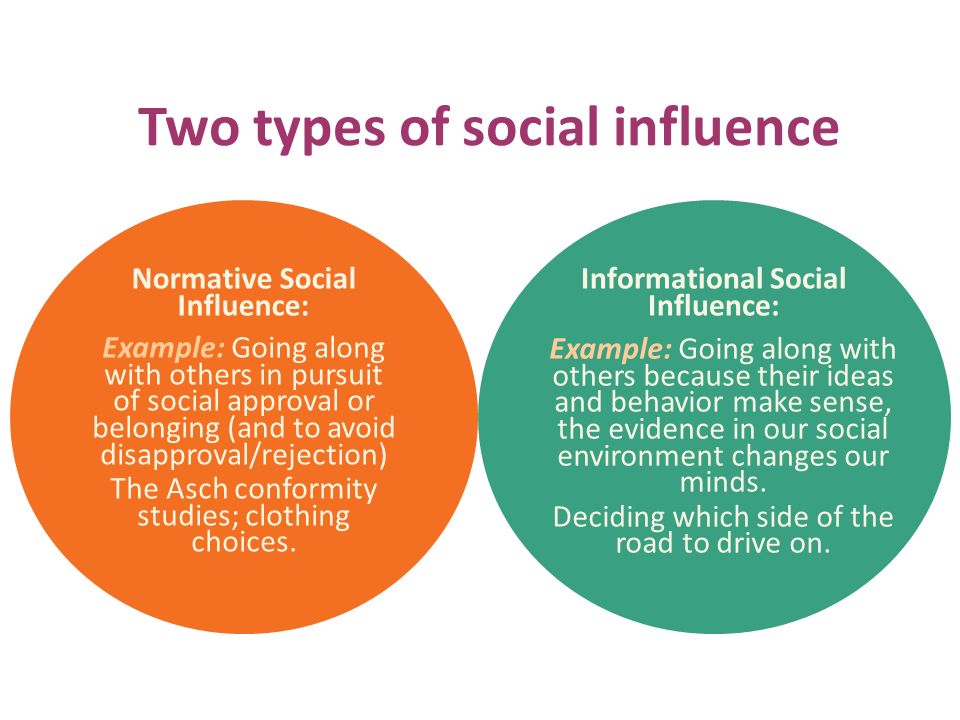 Two types of social influence
Normative Social
Influence:
Example: Going along
with others in pursuit
of social approval or
belonging (and to avoid
disapproval/rejection)
The Asch conformity
studies; clothing
choices.
Informational Social
Influence:
Example: Going along with
others because their ideas
and behavior make sense,
the evidence in our social
environment changes our
minds.
Deciding which side of the
road to drive on.